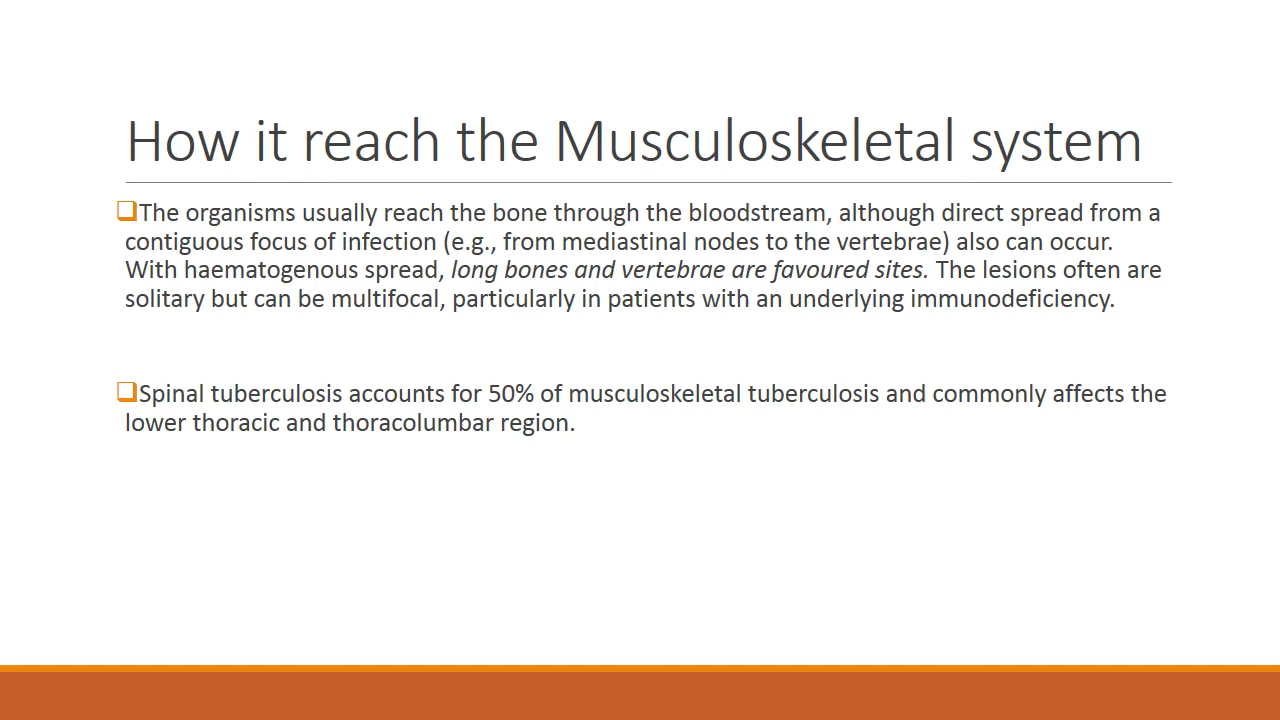 How it reach the Musculoskeletal system
❑The organisms usually reach the bone through the bloodstream, although direct spread from a
contiguous focus of infection (e.g., from mediastinal nodes to the vertebrae) also can occur.
With haematogenous spread, long bones and vertebrae are favoured sites. The lesions often are
solitary but can be multifocal, particularly in patients with an underlying immunodeficiency.
❑Spinal tuberculosis accounts for 50% of musculoskeletal tuberculosis and commonly affects the
lower thoracic and thoracolumbar region.